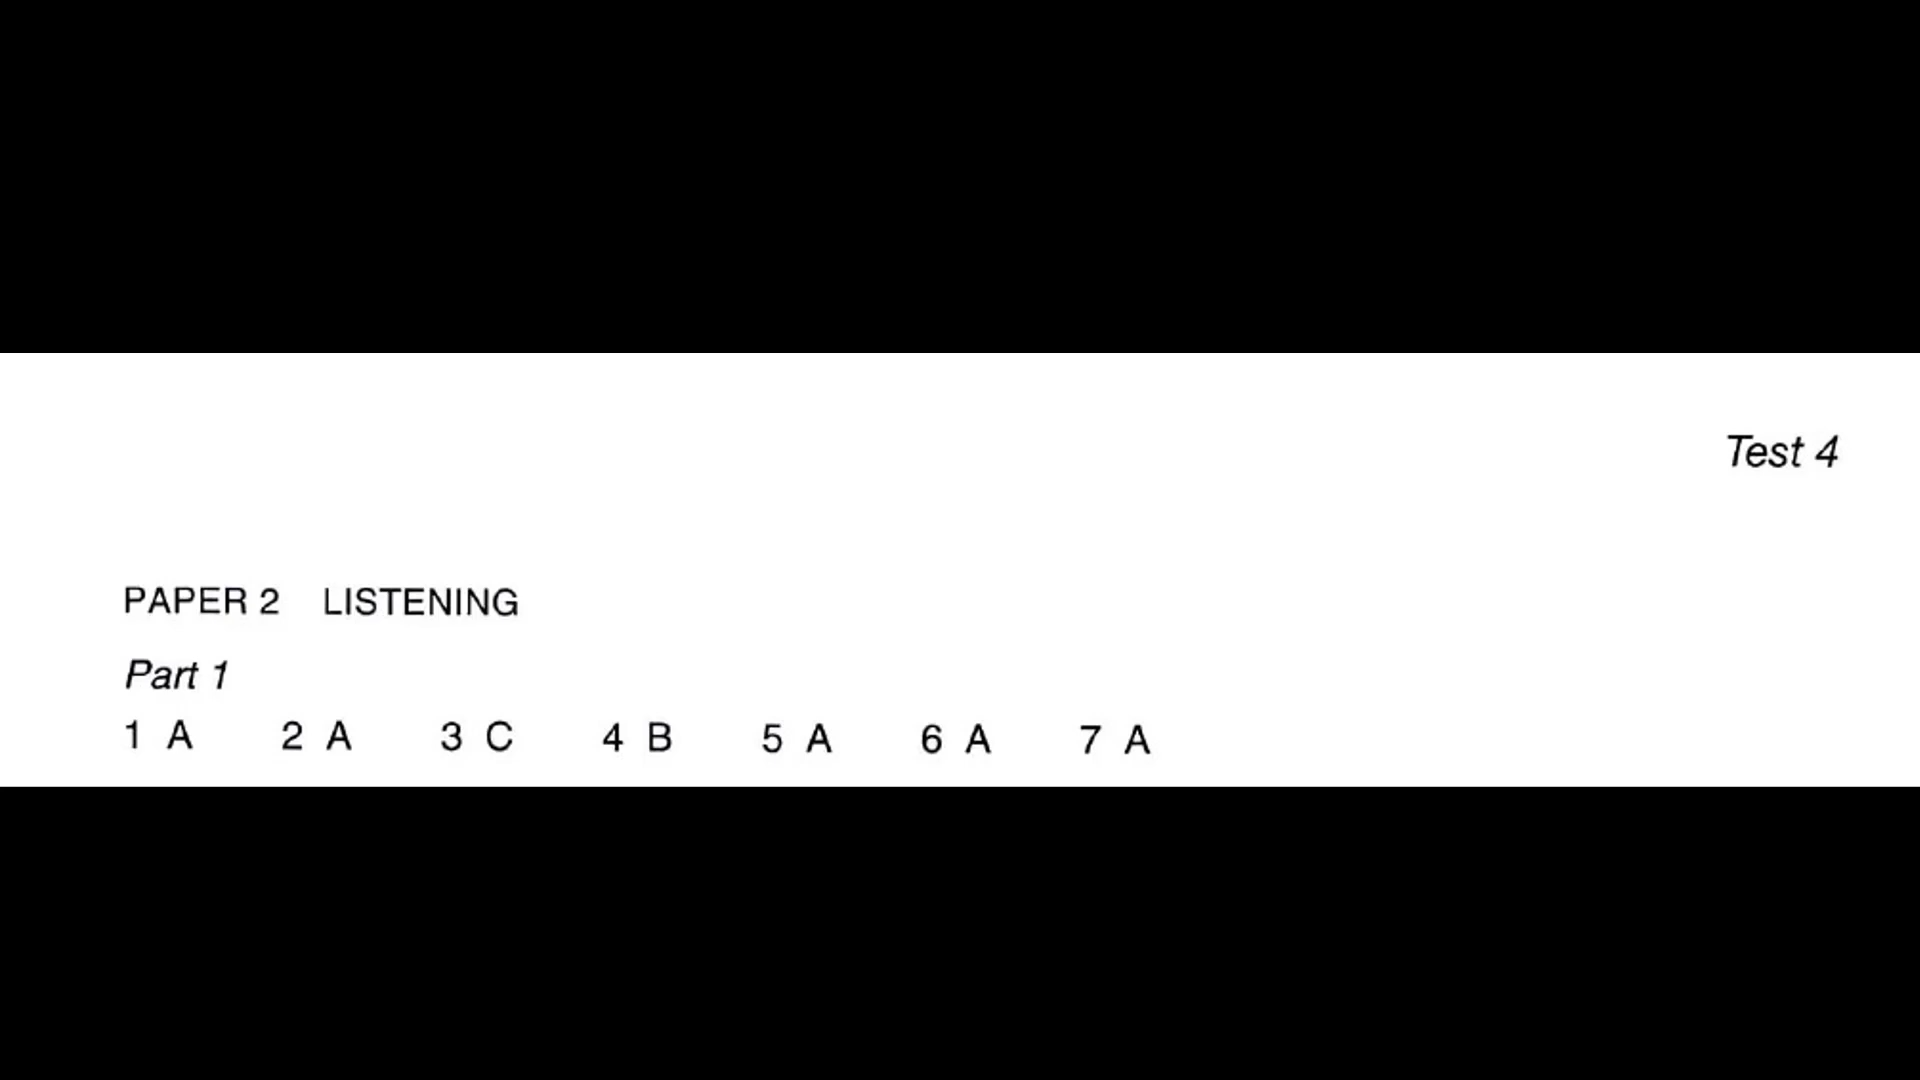 Test 4
PAPER 2 LISTENING
Part 1
1 A 2 A 3 C 4 B 5 A 6 A 7 A